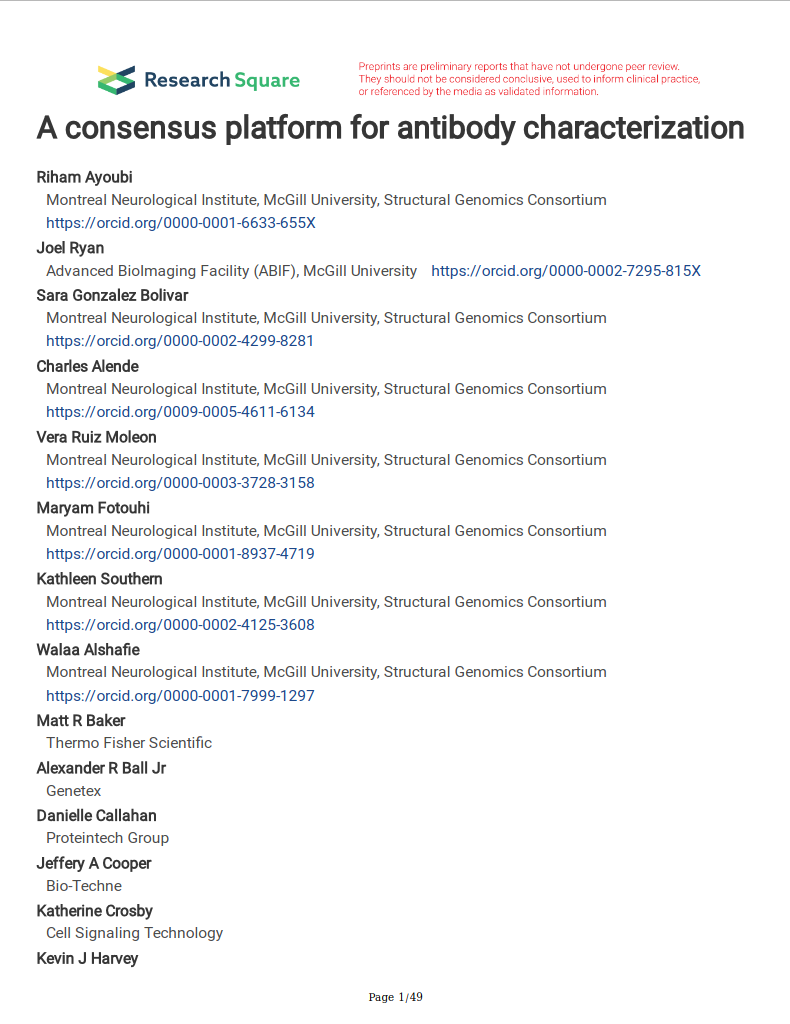 Research Square
Preprints are preliminary reports that have not undergone peer review.
They should not be considered conclusive, used to inform clinical practice,
or referenced by the media as validated information.
A consensus platform for antibody characterization
Riham Ayoubi
Montreal Neurological Institute, McGill University, Structural Genomics Consortium
https://orcid.org/0000-0001-6633-655X
Joel Ryan
Advanced BioImaging Facility (ABIF), McGill University https://orcid.org/0000-0002-7295-815X
Sara Gonzalez Bolivar
Montreal Neurological Institute, McGill University, Structural Genomics Consortium
https://orcid.org/0000-0002-4299-8281
Charles Alende
Montreal Neurological Institute, McGill University, Structural Genomics Consortium
https://orcid.org/0009-0005-4611-6134
Vera Ruiz Moleon
Montreal Neurological Institute, McGill University, Structural Genomics Consortium
https://orcid.org/0000-0003-3728-3158
Maryam Fotouhi
Montreal Neurological Institute, McGill University, Structural Genomics Consortium
https://orcid.org/0000-0001-8937-4719
Kathleen Southern
Montreal Neurological Institute, McGill University, Structural Genomics Consortium
https://orcid.org/0000-0002-4125-3608
Walaa Alshafie
Montreal Neurological Institute, McGill University, Structural Genomics Consortium
https://orcid.org/0000-0001-7999-1297
Matt R Baker
Thermo Fisher Scientific
Alexander R Ball Jr
Genetex
Danielle Callahan
Proteintech Group
Jeffery A Cooper
Bio-Techne
Katherine Crosby
Cell Signaling Technology
Kevin J Harvey
Page 1/49